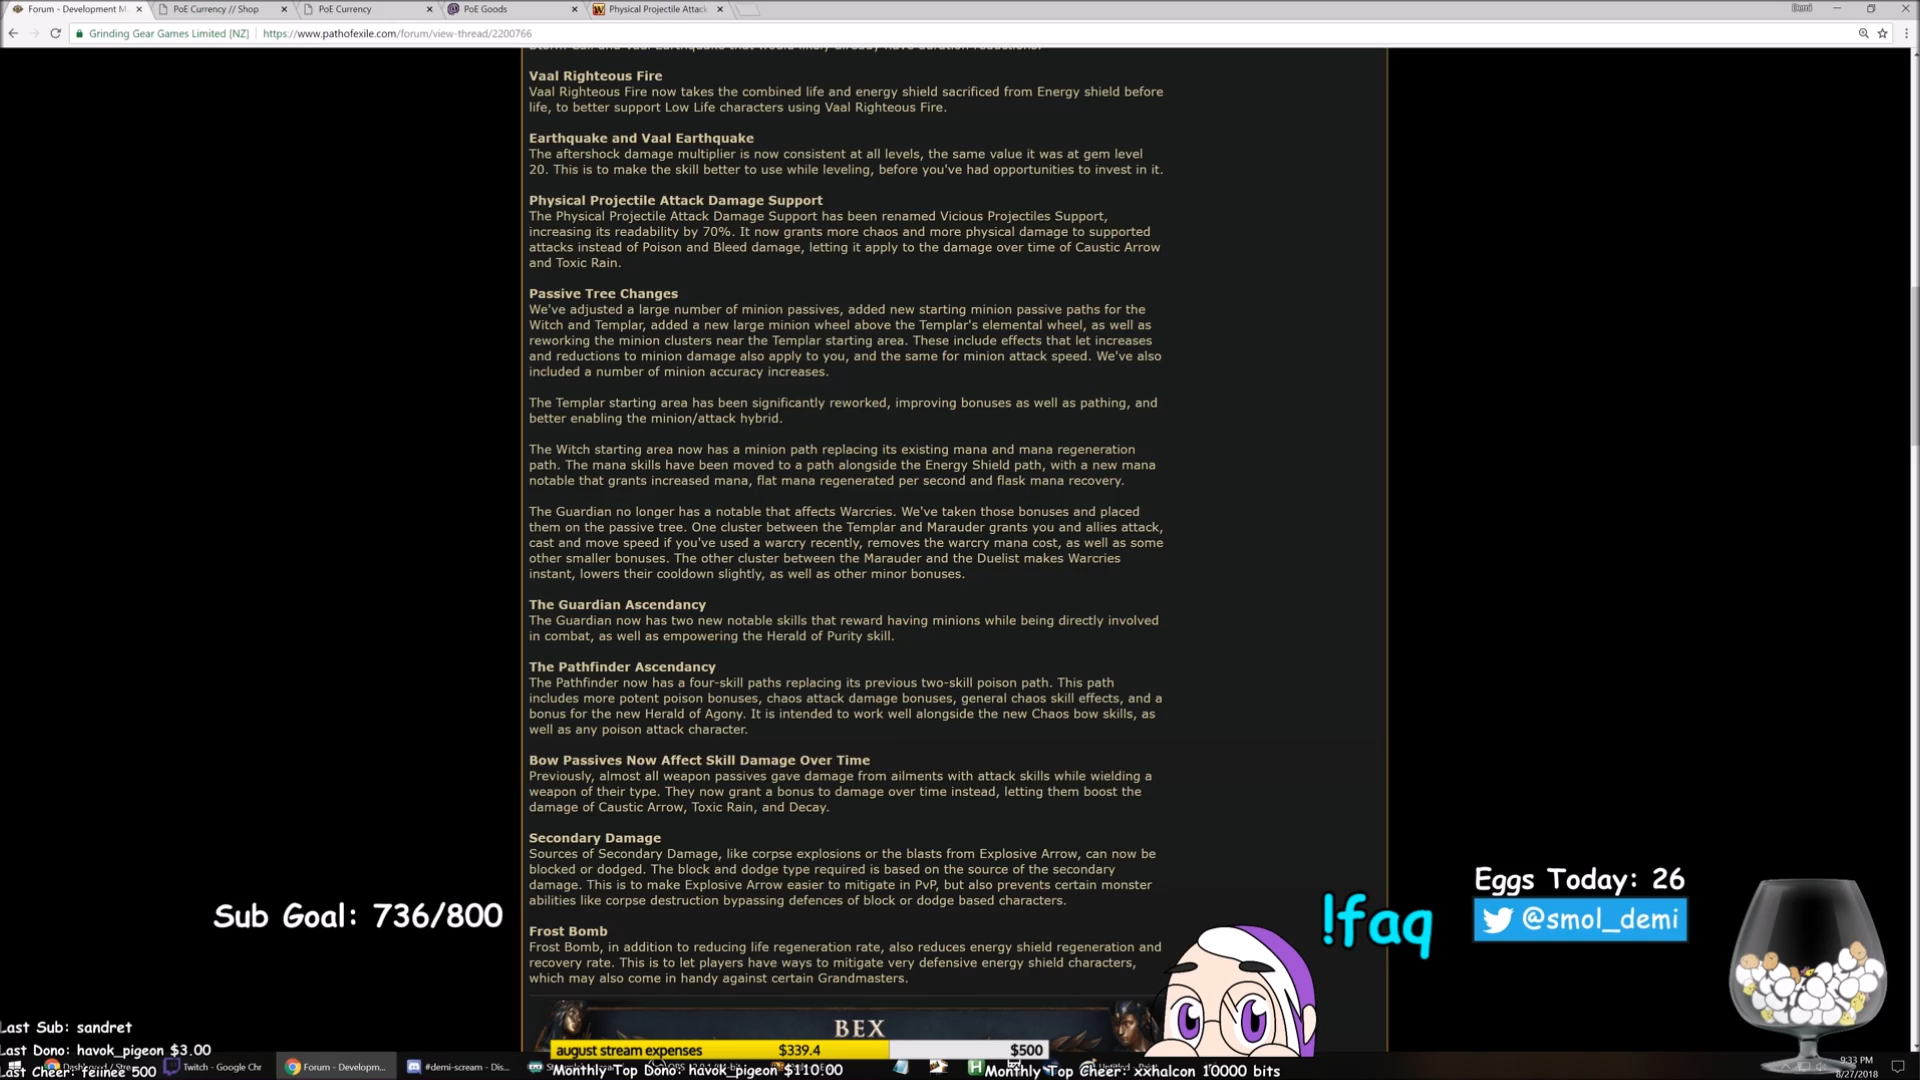 Forum - Development M
PoE Currency // Shop
PoE Currency
PoE Goods
Physical Projectile Attack
Demi
Grinding Gear Games Limited [NZ]
https://www.pathofexile.com/forum/view-thread/2200766
Vaal Righteous Fire
Vaal Righteous Fire now takes the combined life and energy shield sacrificed from Energy shield before
life, to better support Low Life characters using Vaal Righteous Fire.
Earthquake and Vaal Earthquake
The aftershock damage multiplier is now consistent at all levels, the same value it was at gem level
20. This is to make the skill better to use while leveling, before you've had opportunities to invest in it.
Physical Projectile Attack Damage Support
The Physical Projectile Attack Damage Support has been renamed Vicious Projectiles Support,
increasing its readability by 70%. It now grants more chaos and more physical damage to supported
attacks instead of Poison and Bleed damage, letting it apply to the damage over time of Caustic Arrow
and Toxic Rain.
Passive Tree Changes
We've adjusted a large number of minion passives, added new starting minion passive paths for the
Witch and Templar, added a new large minion wheel above the Templar's elemental wheel, as well as
reworking the minion clusters near the Templar starting area. These include effects that let increases
and reductions to minion damage also apply to you, and the same for minion attack speed. We've also
included a number of minion accuracy increases.
The Templar starting area has been significantly reworked, improving bonuses as well as pathing, and
better enabling the minion/attack hybrid.
The Witch starting area now has a minion path replacing its existing mana and mana regeneration
path. The mana skills have been moved to a path alongside the Energy Shield path, with a new mana
notable that grants increased mana, flat mana regenerated per second and flask mana recovery.
The Guardian no longer has a notable that affects Warcries. We've taken those bonuses and placed
them on the passive tree. One cluster between the Templar and Marauder grants you and allies attack,
cast and move speed if you've used a warcry recently, removes the warcry mana cost, as well as some
other smaller bonuses. The other cluster between the Marauder and the Duelist makes Warcries
instant, lowers their cooldown slightly, as well as other minor bonuses.
The Guardian Ascendancy
The Guardian now has two new notable skills that reward having minions while being directly involved
in combat, as well as empowering the Herald of Purity skill.
The Pathfinder Ascendancy
The Pathfinder now has a four-skill paths replacing its previous two-skill poison path. This path
includes more potent poison bonuses, chaos attack damage bonuses, general chaos skill effects, and a
bonus for the new Herald of Agony. It is intended to work well alongside the new Chaos bow skills, as
well as any poison attack character.
Bow Passives Now Affect Skill Damage Over Time
Previously, almost all weapon passives gave damage from ailments with attack skills while wielding a
weapon of their type. They now grant a bonus to damage over time instead, letting them boost the
damage of Caustic Arrow, Toxic Rain, and Decay.
Secondary Damage
Sources of Secondary Damage, like corpse explosions or the blasts from Explosive Arrow, can now be
blocked or dodged. The block and dodge type required is based on the source of the secondary
damage. This is to make Explosive Arrow easier to mitigate in PvP, but also prevents certain monster
abilities like corpse destruction bypassing defences of block or dodge based characters.
Frost Bomb
Frost Bomb, in addition to reducing life regeneration rate, also reduces energy shield regeneration and
recovery rate. This is to let players have ways to mitigate very defensive energy shield characters,
which may also come in handy against certain Grandmasters.
BEX
Sub Goal: 736/800
!faq
Eggs Today: 26
@smol_demi
Last Sub: sandret
Last Dono: havok_pigeon $3.00
Last Cheer: feiinee 500
august stream expenses $339.4 $500
Monthly Top Dono: havok_pigeon $110.00
Monthly Top Cheer: xxhalcon 10000 bits
Twitch - Google Chr
Forum - Developm...
#demi-scream - Dis...
9:33 PM
8/27/2018